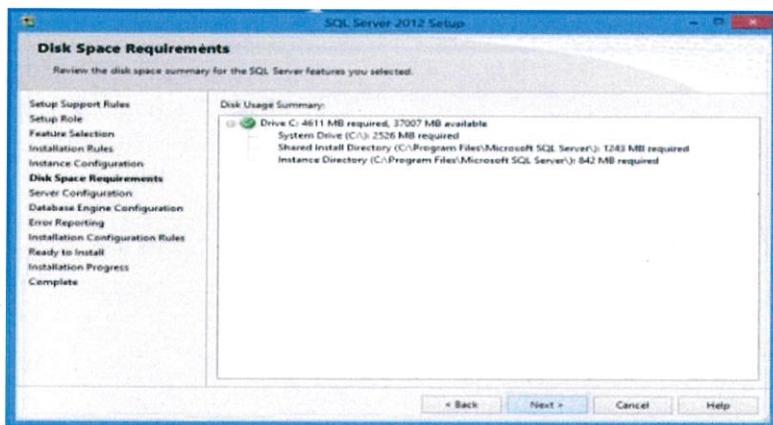 SQL Server 2012 Setup
Disk Space Requirements
Review the disk space summary for the SQL Server features you selected.
Setup Support Rules
Setup Role
Feature Selection
Installation Rules
Instance Configuration
Disk Space Requirements
Server Configuration
Database Engine Configuration
Error Reporting
Installation Configuration Rules
Ready to Install
Installation Progress
Complete
Disk Usage Summary:
Drive C: 4611 MB required, 37007 MB available
System Drive (C:\): 2526 MB required
Shared Install Directory (C:\Program Files\Microsoft SQL Server\): 1243 MB required
Instance Directory (C:\Program Files\Microsoft SQL Server\): 842 MB required
< Back
Next >
Cancel
Help